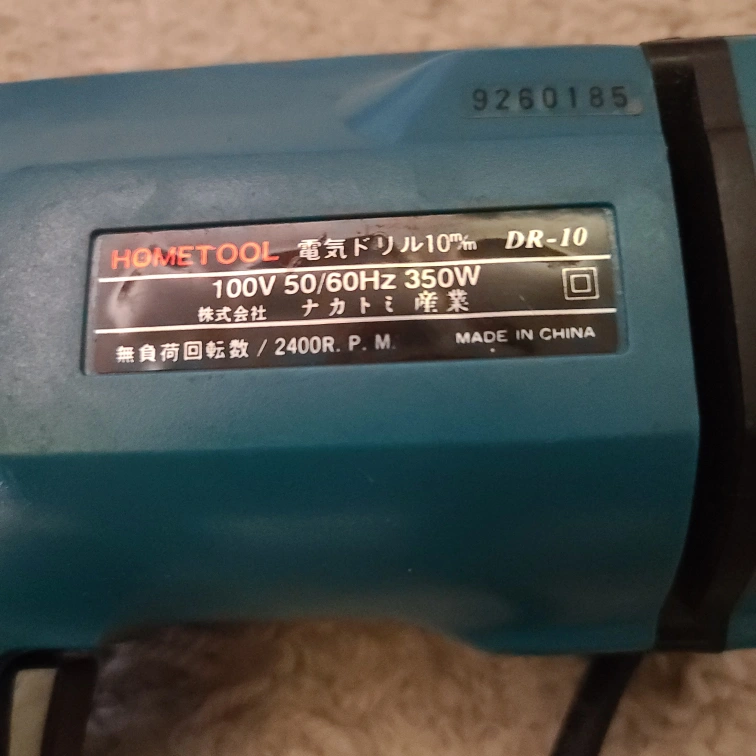 9260185
HOMETOOL 電気ドリル10m/m DR-10
100V 50/60Hz 350W
株式会社 ナカトミ産業
無負荷回転数/2400R.P.M. MADE IN CHINA